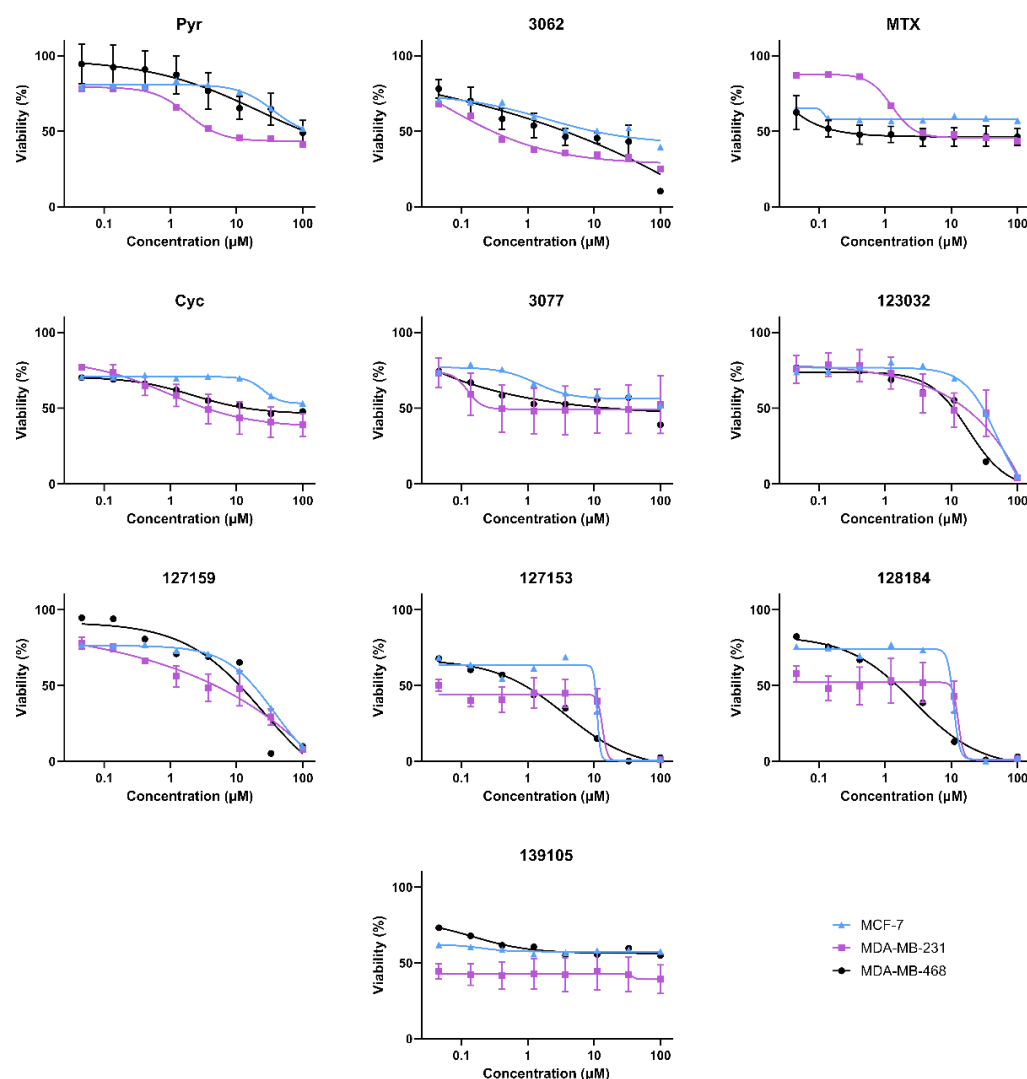 Pyr
Viability (%)
100
50
0
0.1 1 10 100
Concentration (µM)
3062
Viability (%)
100
50
0
0.1 1 10 100
Concentration (µM)
MTX
Viability (%)
100
50
0
0.1 1 10 100
Concentration (µM)
Cyc
Viability (%)
100
50
0
0.1 1 10 100
Concentration (µM)
3077
Viability (%)
100
50
0
0.1 1 10 100
Concentration (µM)
123032
Viability (%)
100
50
0
0.1 1 10 100
Concentration (µM)
127159
Viability (%)
100
50
0
0.1 1 10 100
Concentration (µM)
127153
Viability (%)
100
50
0
0.1 1 10 100
Concentration (µM)
128184
Viability (%)
100
50
0
0.1 1 10 100
Concentration (µM)
139105
Viability (%)
100
50
0
0.1 1 10 100
Concentration (µM)
MCF-7
MDA-MB-231
MDA-MB-468